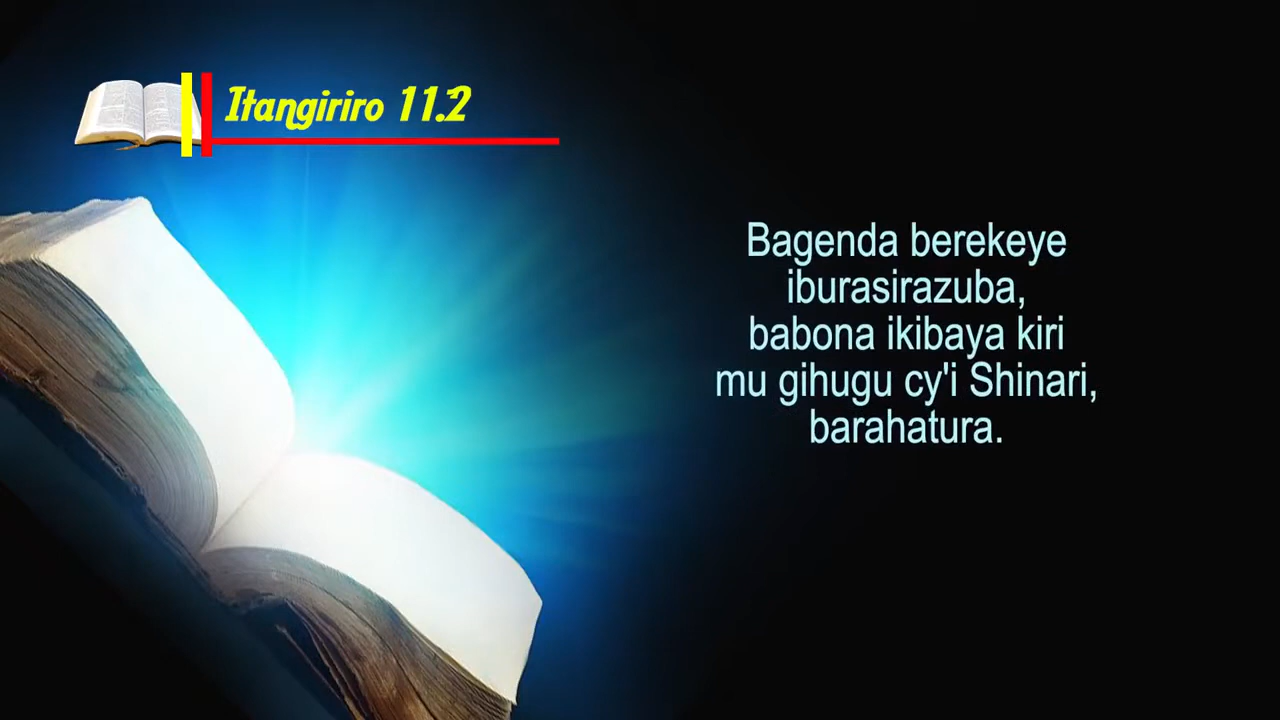 Itangiriro 11.2
Bagenda berekeye
iburasirazuba,
babona ikibaya kiri
mu gihugu cy'i Shinari,
barahatura.